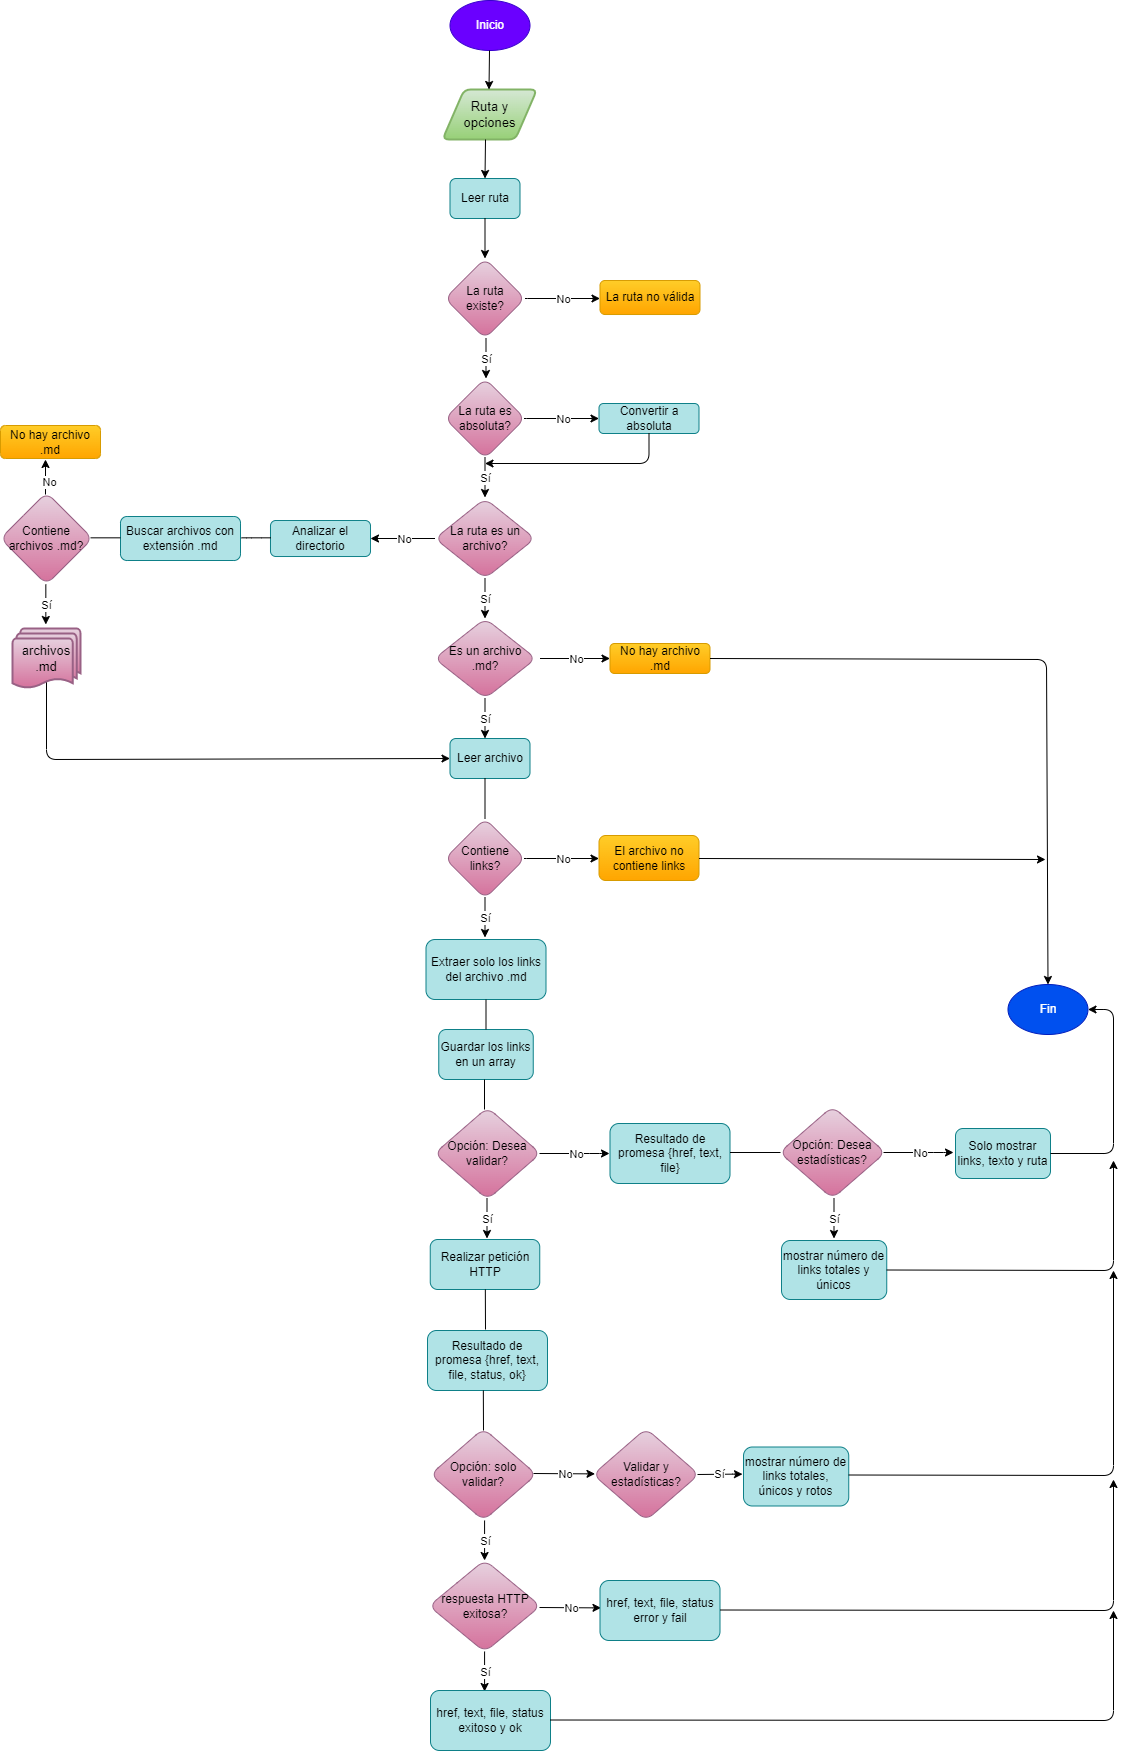 Inicio
Ruta y
opciones
Leer ruta
La ruta
existe?
No
La ruta no válida
Sí
La ruta es
absoluta?
No
Convertir a
absoluta
Sí
No hay archivo
.md
No
Contiene
archivos .md?
Buscar archivos con
extensión .md
Analizar el
directorio
No
La ruta es un
archivo?
Sí
archivos
.md
Sí
Es un archivo
.md?
No
No hay archivo
.md
Sí
Leer archivo
Contiene
links?
No
El archivo no
contiene links
Sí
Extraer solo los links
del archivo .md
Fin
Guardar los links
en un array
Opción: Desea
validar?
No
Resultado de
promesa {href, text,
file}
Opción: Desea
estadísticas?
No
Solo mostrar
links, texto y ruta
Sí
Sí
Realizar petición
HTTP
mostrar número de
links totales y
únicos
Resultado de
promesa {href, text,
file, status, ok}
Opción: solo
validar?
No
Validar y
estadísticas?
Sí
mostrar número de
links totales,
únicos y rotos
Sí
respuesta HTTP
exitosa?
No
href, text, file, status
error y fail
Sí
href, text, file, status
exitoso y ok